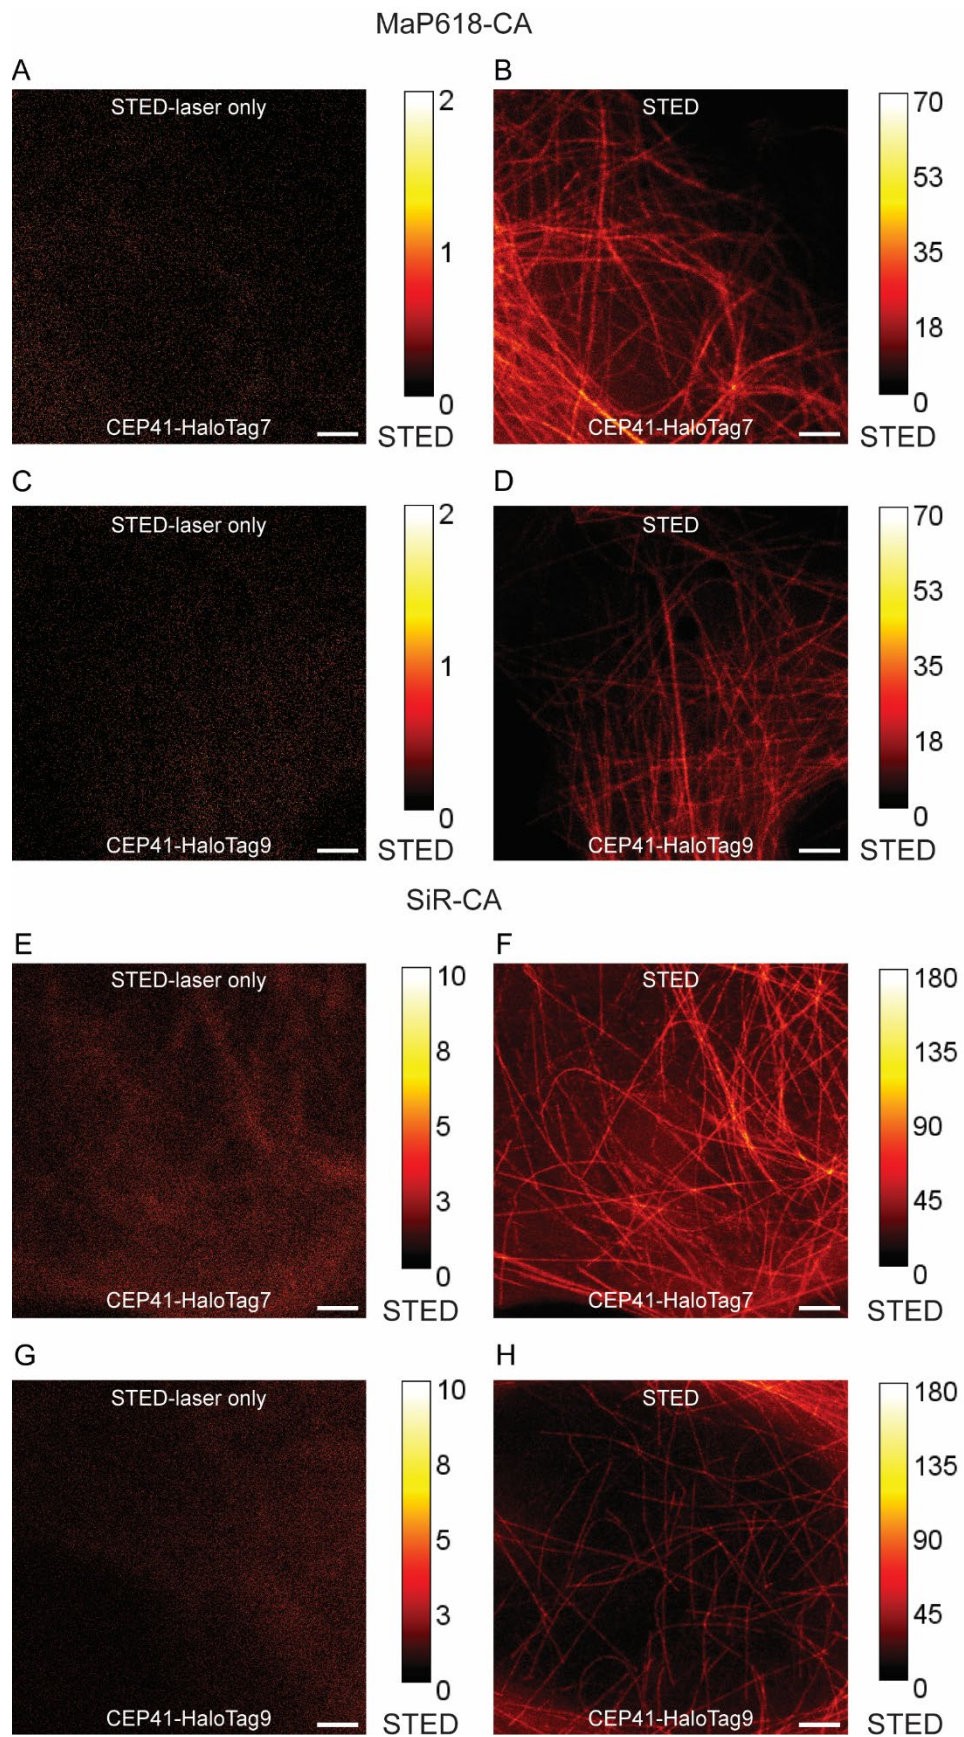 MaP618-CA
A
B
STED-laser only
CEP41-HaloTag7
2
1
0
STED
STED
CEP41-HaloTag7
70
53
35
18
0
STED
C
D
STED-laser only
CEP41-HaloTag9
2
1
0
STED
STED
CEP41-HaloTag9
70
53
35
18
0
STED
SiR-CA
E
F
STED-laser only
CEP41-HaloTag7
10
8
5
3
0
STED
STED
CEP41-HaloTag7
180
135
90
45
0
STED
G
H
STED-laser only
CEP41-HaloTag9
10
8
5
3
0
STED
STED
CEP41-HaloTag9
180
135
90
45
0
STED